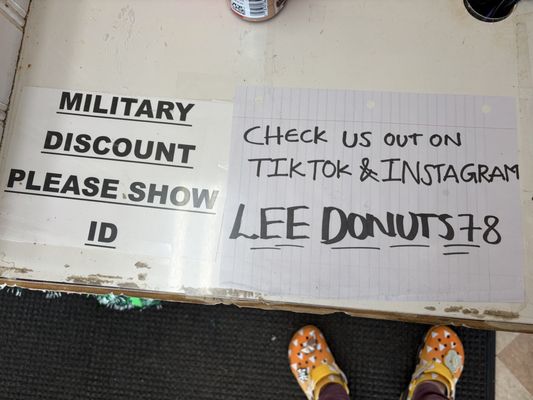 MILITARY
DISCOUNT
PLEASE SHOW
ID
CHECK US OUT ON
TIKTOK & INSTAGRAM
LEE DONUTS78